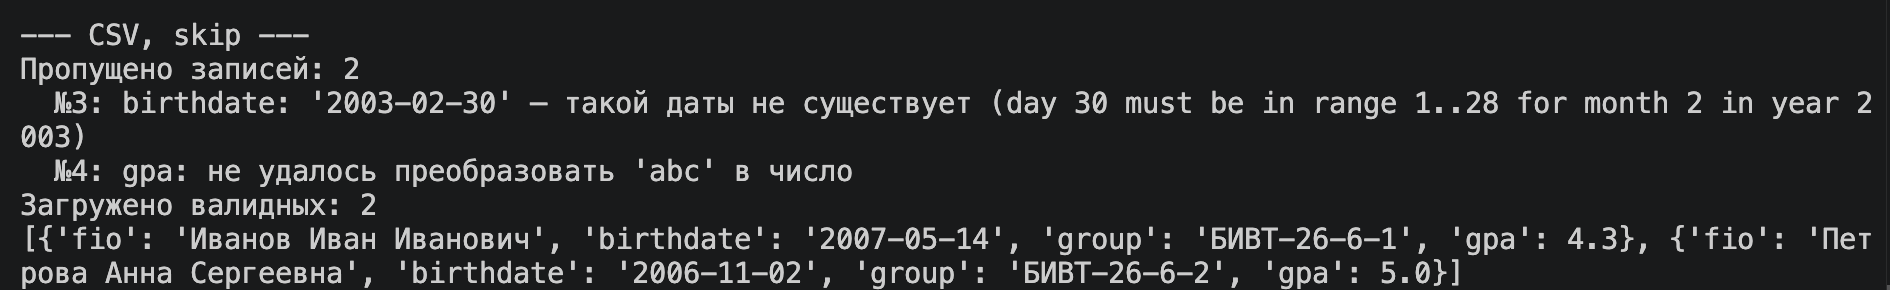 --- CSV, skip ---
Пропущено записей: 2
  №3: birthdate: '2003-02-30' — такой даты не существует (day 30 must be in range 1..28 for month 2 in year 2
003)
  №4: gpa: не удалось преобразовать 'abc' в число
Загружено валидных: 2
[{'fio': 'Иванов Иван Иванович', 'birthdate': '2007-05-14', 'group': 'БИВТ-26-6-1', 'gpa': 4.3}, {'fio': 'Пет
рова Анна Сергеевна', 'birthdate': '2006-11-02', 'group': 'БИВТ-26-6-2', 'gpa': 5.0}]